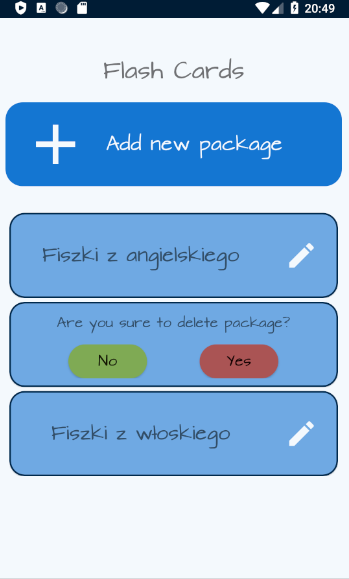 20:49
Flash Cards
Add new package
Fiszki z angielskiego
Are you sure to delete package?
No Yes
Fiszki z włoskiego